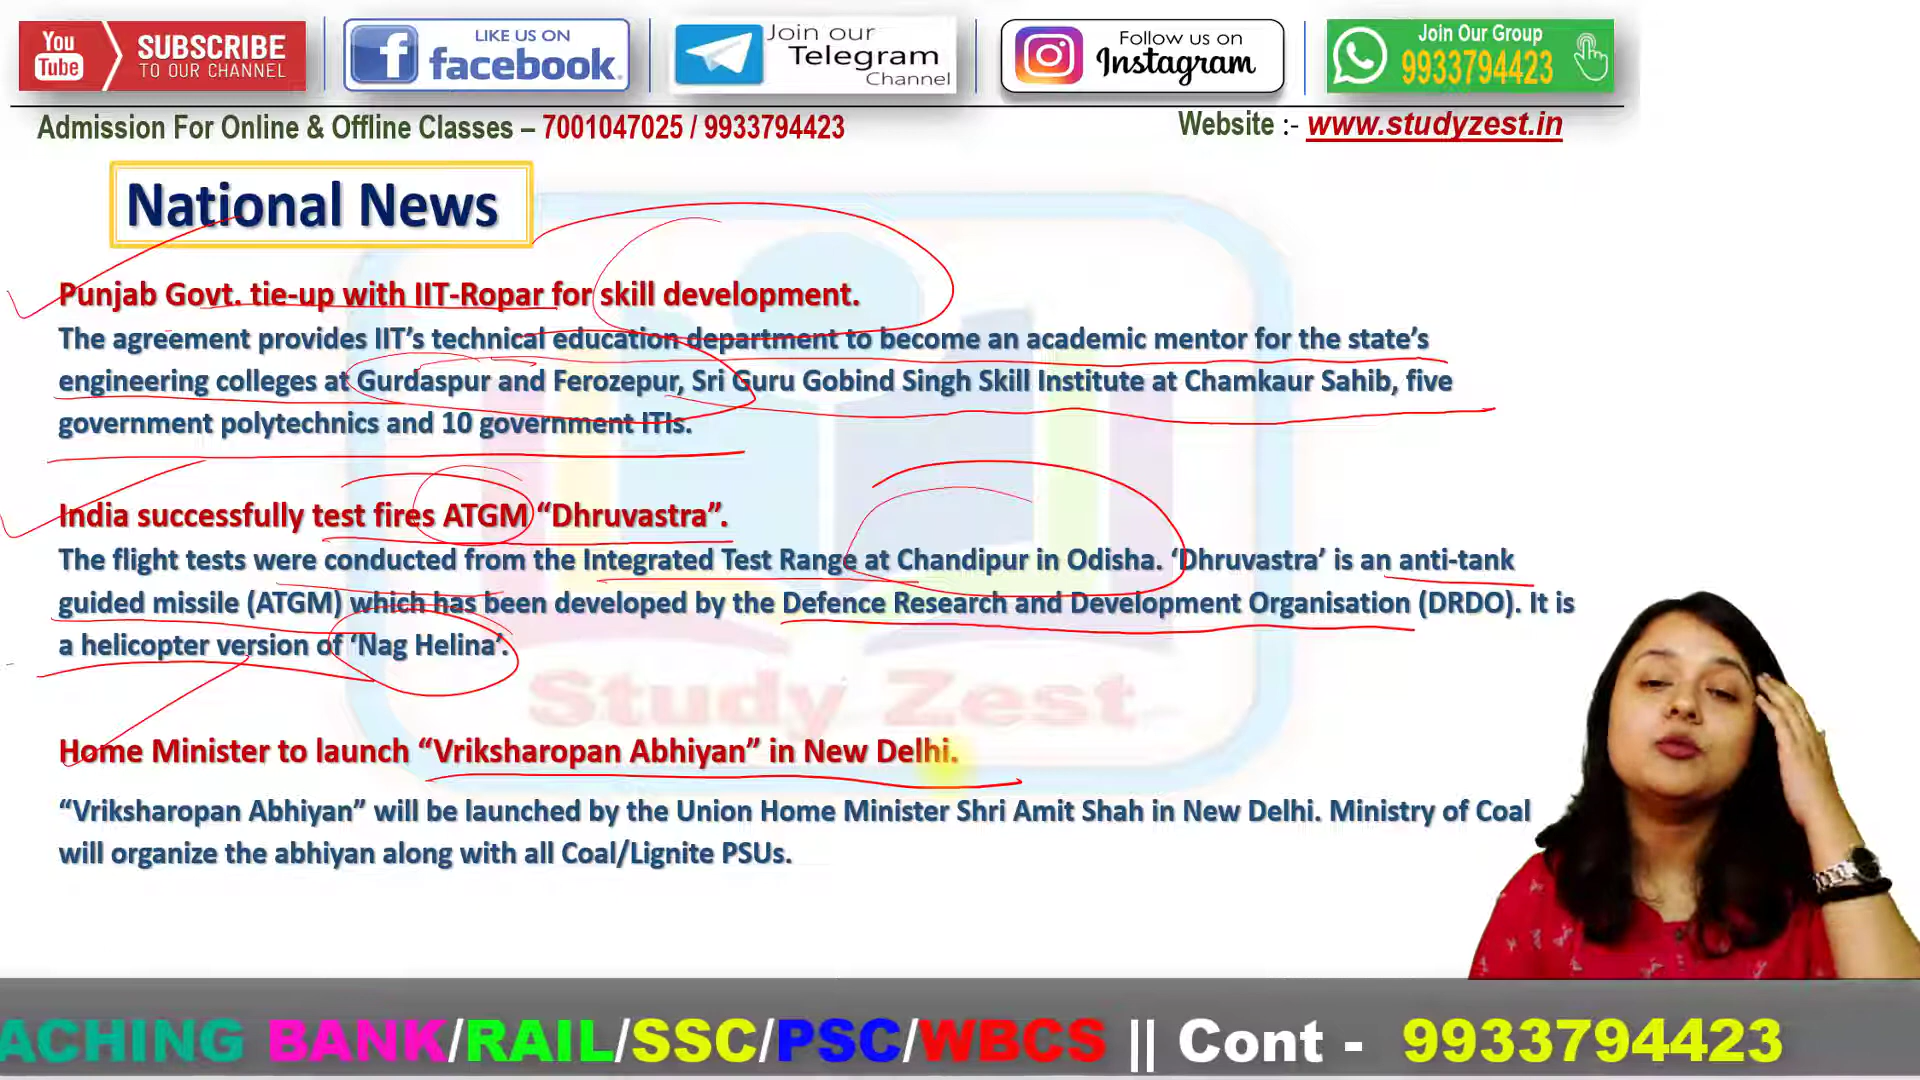 You
Tube
SUBSCRIBE
TO OUR CHANNEL
LIKE US ON
facebook.
Join our
Telegram
Channel
Follow us on
Instagram
Join Our Group
9933794423
Admission For Online & Offline Classes – 7001047025 / 9933794423
Website :- www.studyzest.in
National News
Punjab Govt. tie-up with IIT-Ropar for skill development.
The agreement provides IIT’s technical education department to become an academic mentor for the state’s
engineering colleges at Gurdaspur and Ferozepur, Sri Guru Gobind Singh Skill Institute at Chamkaur Sahib, five
government polytechnics and 10 government ITIs.
India successfully test fires ATGM “Dhruvastra”.
The flight tests were conducted from the Integrated Test Range at Chandipur in Odisha. ‘Dhruvastra’ is an anti-tank
guided missile (ATGM) which has been developed by the Defence Research and Development Organisation (DRDO). It is
a helicopter version of ‘Nag Helina’.
Study Zest
Home Minister to launch “Vriksharopan Abhiyan” in New Delhi.
“Vriksharopan Abhiyan” will be launched by the Union Home Minister Shri Amit Shah in New Delhi. Ministry of Coal
will organize the abhiyan along with all Coal/Lignite PSUs.
ACHING BANK/RAIL/SSC/PSC/WBCS || Cont - 9933794423